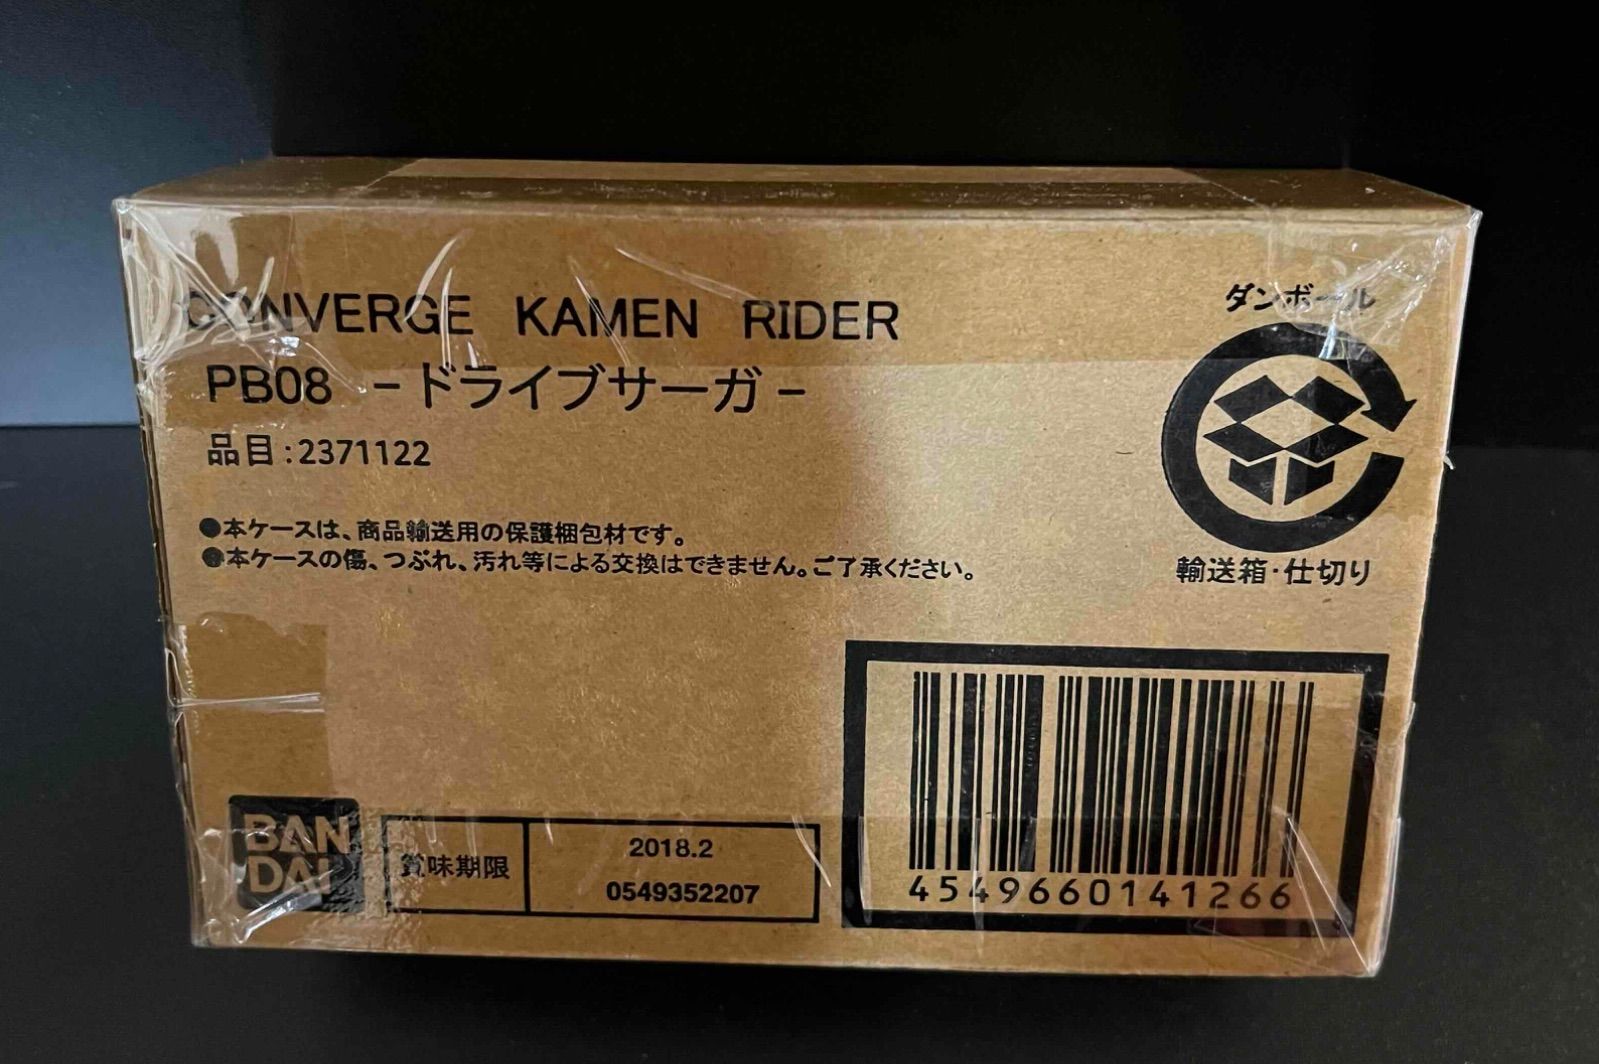 CONVERGE KAMEN RIDER
PB08 -ドライブサーガ-
品目:2371122
●本ケースは、商品輸送用の保護梱包材です。
●本ケースの傷、つぶれ、汚れ等による交換はできません。ご了承ください。
ダンボール
輸送箱・仕切り
BAN
DAI
賞味期限
2018.2
0549352207
4549660141266